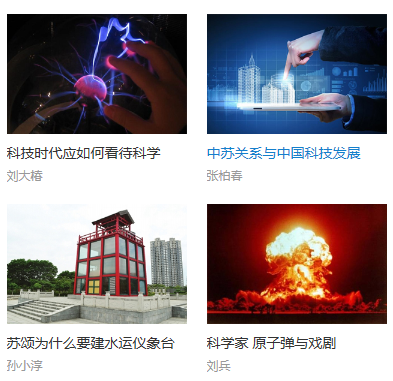 科技时代应如何看待科学
刘大椿
中苏关系与中国科技发展
张柏春
苏颂为什么要建水运仪象台
孙小淳
科学家 原子弹与戏剧
刘兵